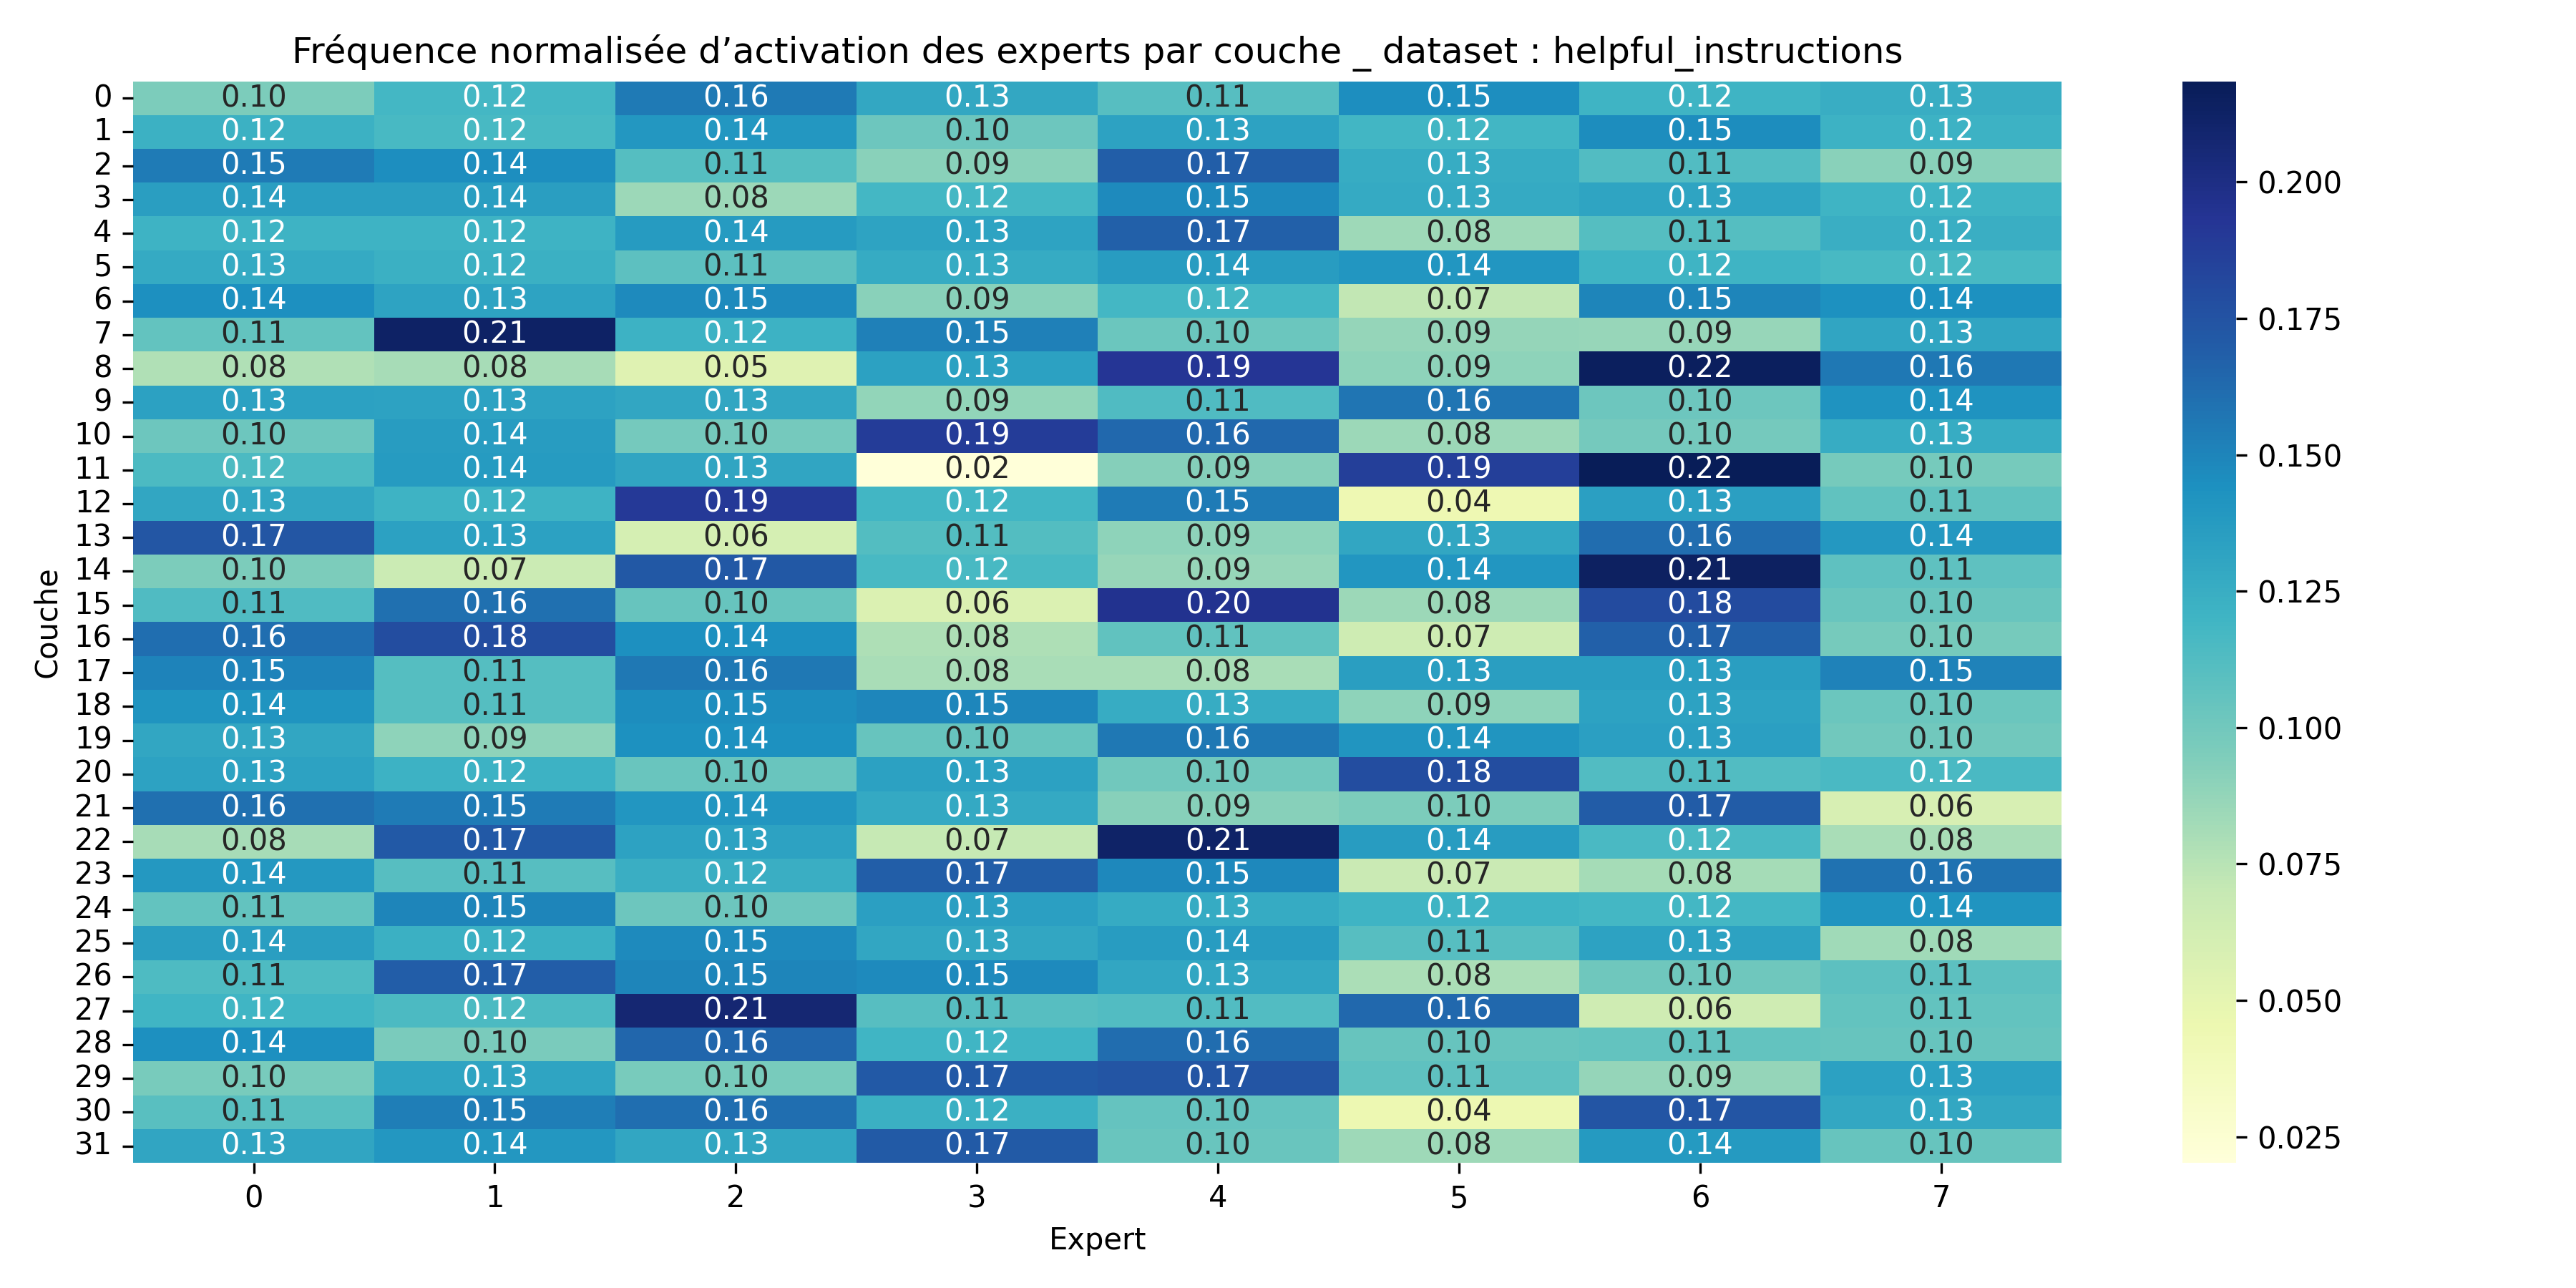 Fréquence normalisée d’activation des experts par couche _ dataset : helpful_instructions
0 0.10 0.12 0.16 0.13 0.11 0.15 0.12 0.13
1 0.12 0.12 0.14 0.10 0.13 0.12 0.15 0.12
2 0.15 0.14 0.11 0.09 0.17 0.13 0.11 0.09
3 0.14 0.14 0.08 0.12 0.15 0.13 0.13 0.12
4 0.12 0.12 0.14 0.13 0.17 0.08 0.11 0.12
5 0.13 0.12 0.11 0.13 0.14 0.14 0.12 0.12
6 0.14 0.13 0.15 0.09 0.12 0.07 0.15 0.14
7 0.11 0.21 0.12 0.15 0.10 0.09 0.09 0.13
8 0.08 0.08 0.05 0.13 0.19 0.09 0.22 0.16
9 0.13 0.13 0.13 0.09 0.11 0.16 0.10 0.14
10 0.10 0.14 0.10 0.19 0.16 0.08 0.10 0.13
11 0.12 0.14 0.13 0.02 0.09 0.19 0.22 0.10
12 0.13 0.12 0.19 0.12 0.15 0.04 0.13 0.11
13 0.17 0.13 0.06 0.11 0.09 0.13 0.16 0.14
14 0.10 0.07 0.17 0.12 0.09 0.14 0.21 0.11
15 0.11 0.16 0.10 0.06 0.20 0.08 0.18 0.10
16 0.16 0.18 0.14 0.08 0.11 0.07 0.17 0.10
17 0.15 0.11 0.16 0.08 0.08 0.13 0.13 0.15
18 0.14 0.11 0.15 0.15 0.13 0.09 0.13 0.10
19 0.13 0.09 0.14 0.10 0.16 0.14 0.13 0.10
20 0.13 0.12 0.10 0.13 0.10 0.18 0.11 0.12
21 0.16 0.15 0.14 0.13 0.09 0.10 0.17 0.06
22 0.08 0.17 0.13 0.07 0.21 0.14 0.12 0.08
23 0.14 0.11 0.12 0.17 0.15 0.07 0.08 0.16
24 0.11 0.15 0.10 0.13 0.13 0.12 0.12 0.14
25 0.14 0.12 0.15 0.13 0.14 0.11 0.13 0.08
26 0.11 0.17 0.15 0.15 0.13 0.08 0.10 0.11
27 0.12 0.12 0.21 0.11 0.11 0.16 0.06 0.11
28 0.14 0.10 0.16 0.12 0.16 0.10 0.11 0.10
29 0.10 0.13 0.10 0.17 0.17 0.11 0.09 0.13
30 0.11 0.15 0.16 0.12 0.10 0.04 0.17 0.13
31 0.13 0.14 0.13 0.17 0.10 0.08 0.14 0.10
0 1 2 3 4 5 6 7
Expert
Couche
0.200
0.175
0.150
0.125
0.100
0.075
0.050
0.025